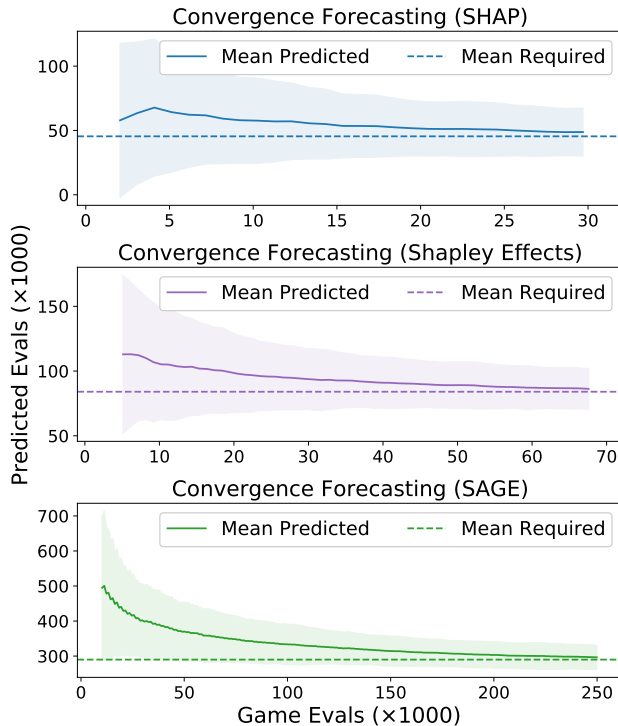 Convergence Forecasting (SHAP)
Mean Predicted Mean Required
100
50
0
0 5 10 15 20 25 30
Convergence Forecasting (Shapley Effects)
Mean Predicted Mean Required
150
100
50
0 10 20 30 40 50 60 70
Predicted Evals (×1000)
Convergence Forecasting (SAGE)
Mean Predicted Mean Required
700
600
500
400
300
0 50 100 150 200 250
Game Evals (×1000)